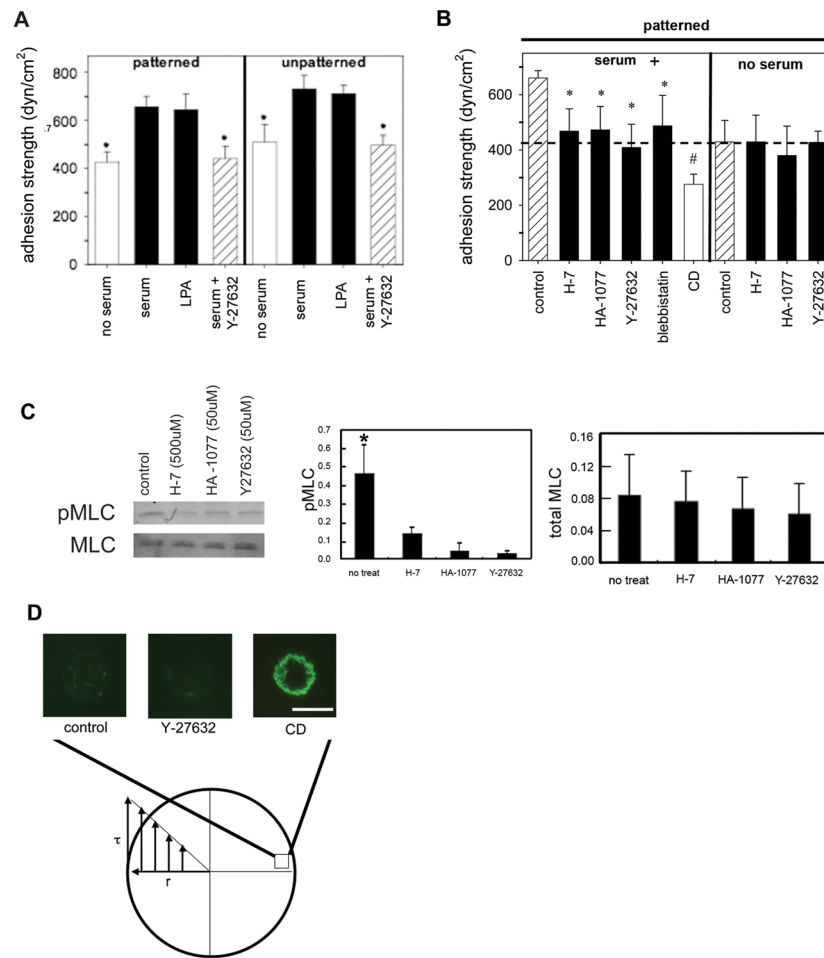 A
adhesion strength (dyn/cm²)
patterned
unpatterned
800
600
400
200
0
.7
*
*
*
*
no serum
serum
LPA
serum +
Y-27632
no serum
serum
LPA
serum +
Y-27632
B
patterned
adhesion strength (dyn/cm²)
serum +
no serum
600
400
200
0
*
*
*
*
#
control
H-7
HA-1077
Y-27632
blebbistatin
CD
control
H-7
HA-1077
Y-27632
C
control
H-7 (500uM)
HA -1077 (50uM)
Y27632 (50uM)
pMLC
MLC
pMLC
0.7
0.6
0.5
0.4
0.3
0.2
0.1
0.0
*
no treat
H-7
HA-1077
Y-27632
total MLC
0.16
0.12
0.08
0.04
0.00
no treat
H-7
HA-1077
Y-27632
D
control
Y-27632
CD
τ
r